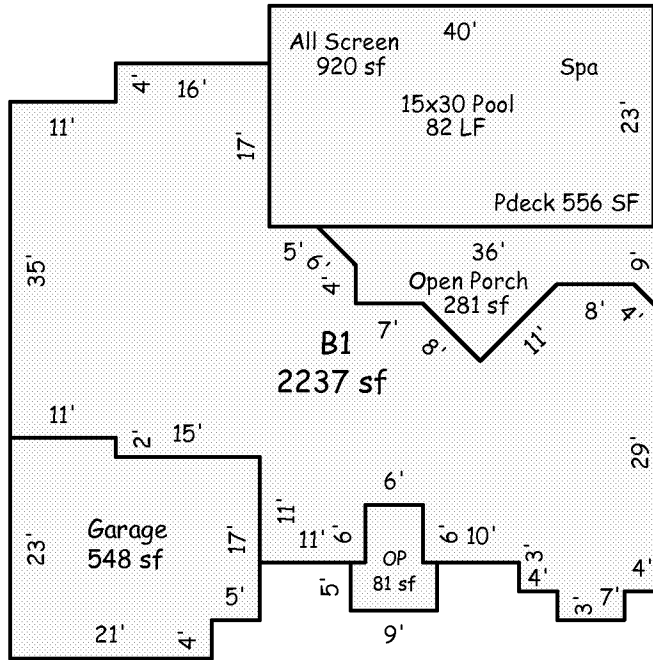 40'
All Screen
920 sf
Spa
4'
16'
15x30 Pool
82 LF
23'
11'
17'
Pdeck 556 SF
5'
6'
36'
9'
35'
4'
Open Porch
281 sf
7'
8'
11'
8'
4'
B1
2237 sf
11'
2'
15'
29'
6'
23'
Garage
548 sf
17'
11'
11'
6'
6'
10'
3'
OP
81 sf
5'
5'
4'
3'
7'
4'
21'
4'
9'